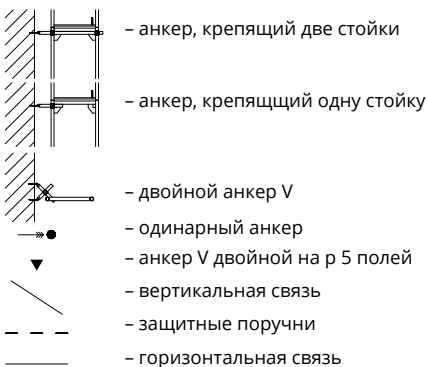 – анкер, крепящий две стойки
– анкер, крепящщий одну стойку
– двойной анкер V
– одинарный анкер
– анкер V двойной на р 5 полей
– вертикальная связь
– защитные поручни
– горизонтальная связь